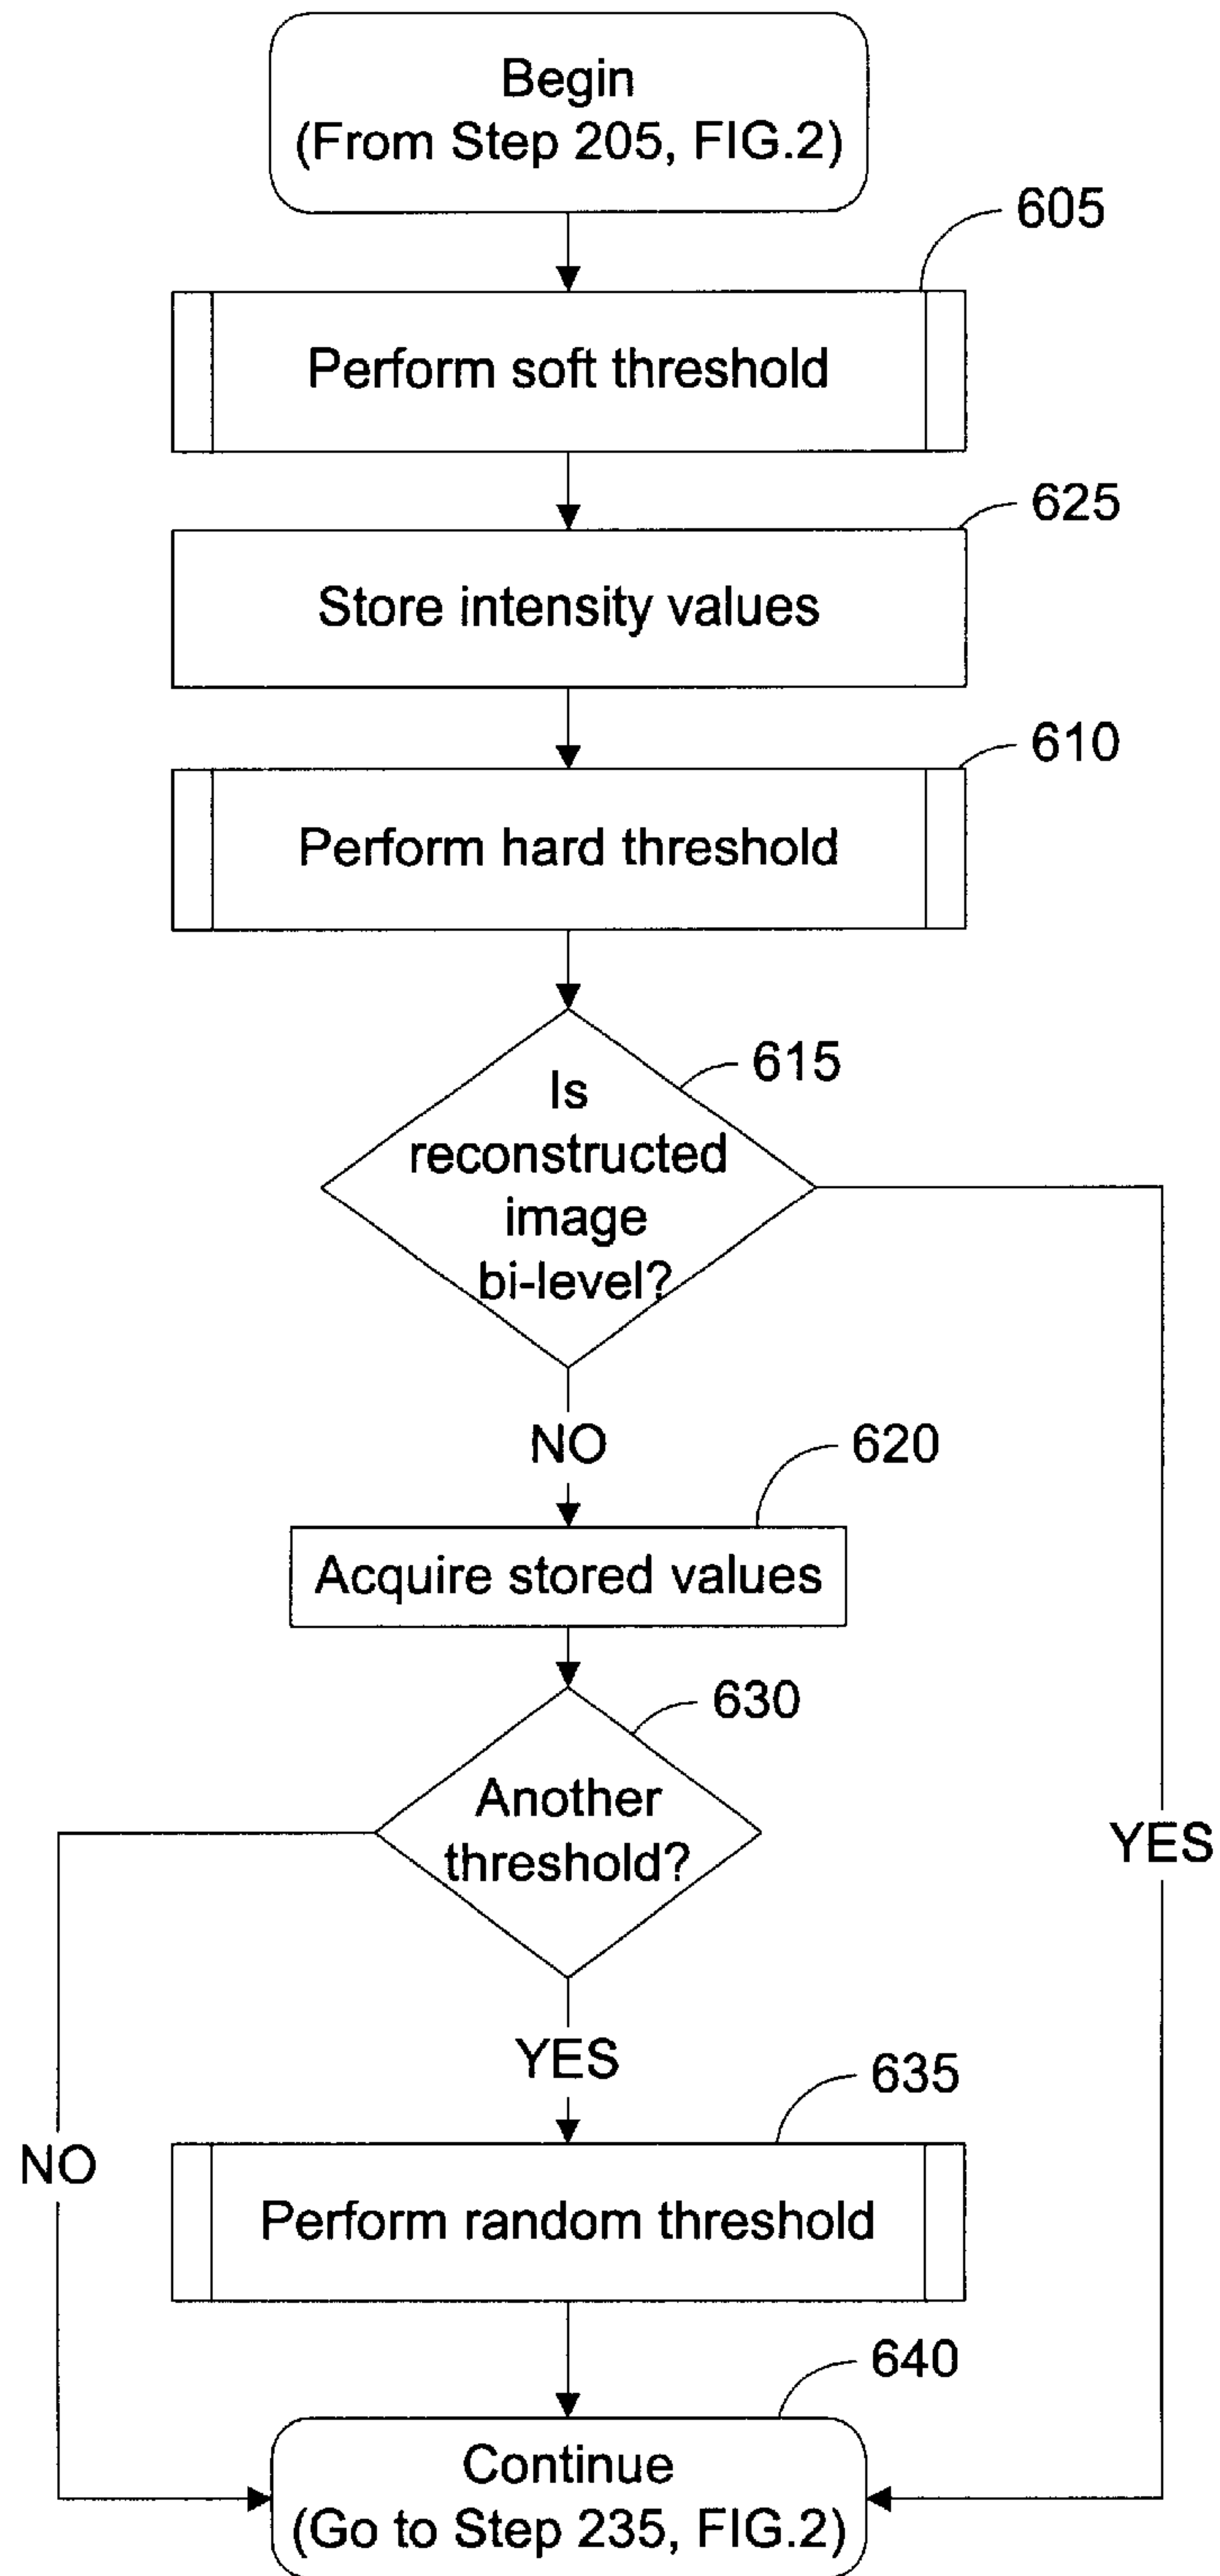 Begin
(From Step 205, FIG.2)
605
Perform soft threshold
625
Store intensity values
610
Perform hard threshold
615
Is
reconstructed
image
bi-level?
NO
620
Acquire stored values
630
Another
threshold?
YES
YES
635
NO
Perform random threshold
640
Continue
(Go to Step 235, FIG.2)